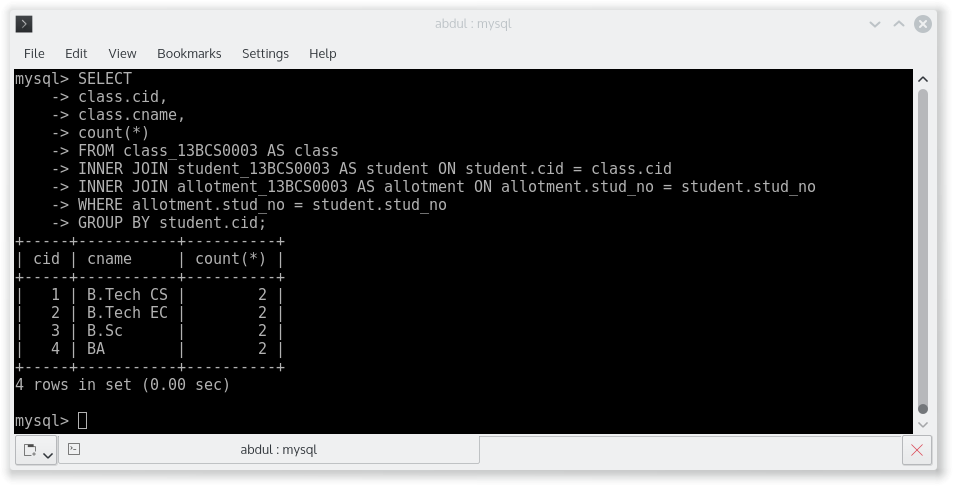 abdul : mysql
File Edit View Bookmarks Settings Help
mysql> SELECT
    -> class.cid,
    -> class.cname,
    -> count(*)
    -> FROM class_13BCS0003 AS class
    -> INNER JOIN student_13BCS0003 AS student ON student.cid = class.cid
    -> INNER JOIN allotment_13BCS0003 AS allotment ON allotment.stud_no = student.stud_no
    -> WHERE allotment.stud_no = student.stud_no
    -> GROUP BY student.cid;
+-----+-----------+----------+
| cid | cname     | count(*) |
+-----+-----------+----------+
|   1 | B.Tech CS |        2 |
|   2 | B.Tech EC |        2 |
|   3 | B.Sc      |        2 |
|   4 | BA        |        2 |
+-----+-----------+----------+
4 rows in set (0.00 sec)
mysql>
abdul : mysql